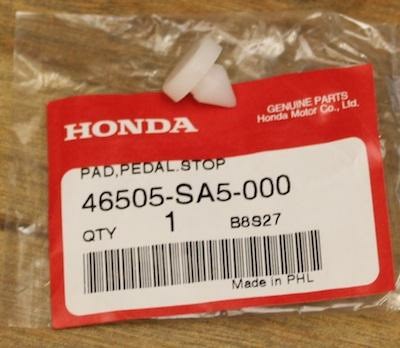 GENUINE PARTS
HONDA Honda Motor Co., Ltd.
PAD,PEDAL.STOP
46505-SA5-000
QTY 1 B8S27
Made in PHL